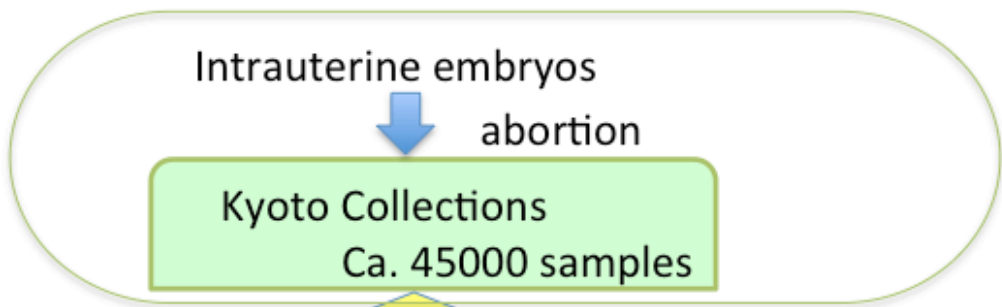 Intrauterine embryos
abortion
Kyoto Collections
Ca. 45000 samples